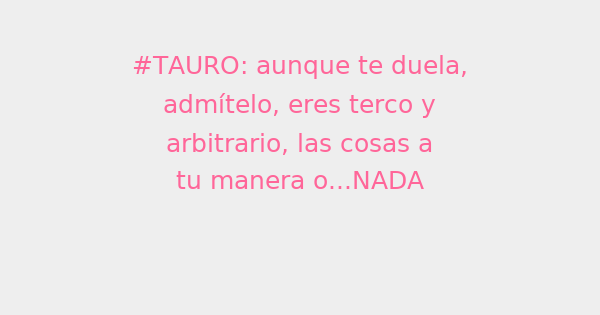 #TAURO: aunque te duela,
admítelo, eres terco y
arbitrario, las cosas a
tu manera o...NADA